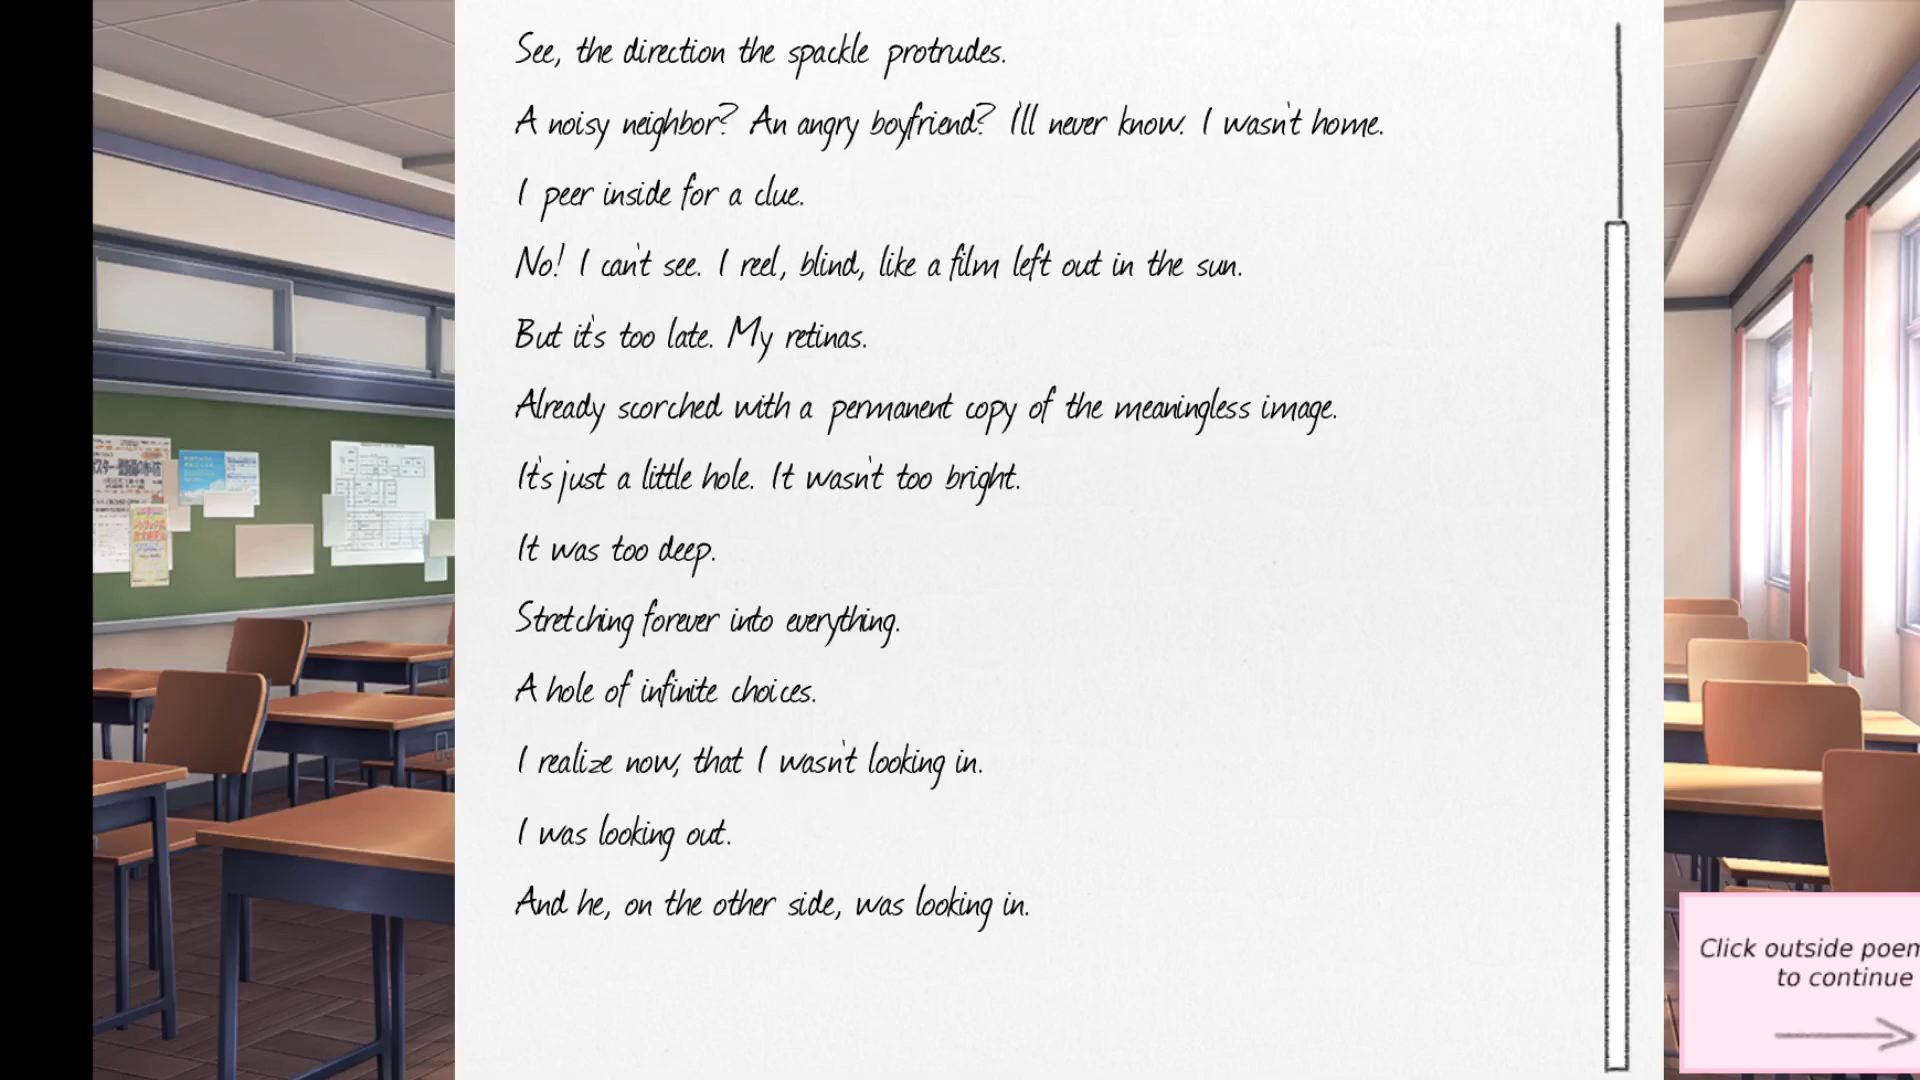 See, the direction the spackle protrudes.
A noisy neighbor? An angry boyfriend? I'll never know. I wasn't home.
I peer inside for a clue.
No! I can't see. I reel, blind, like a film left out in the sun.
But it's too late. My retinas.
Already scorched with a permanent copy of the meaningless image.
It's just a little hole. It wasn't too bright.
It was too deep.
Stretching forever into everything.
A hole of infinite choices.
I realize now, that I wasn't looking in.
I was looking out.
And he, on the other side, was looking in.
Click outside poem
to continue